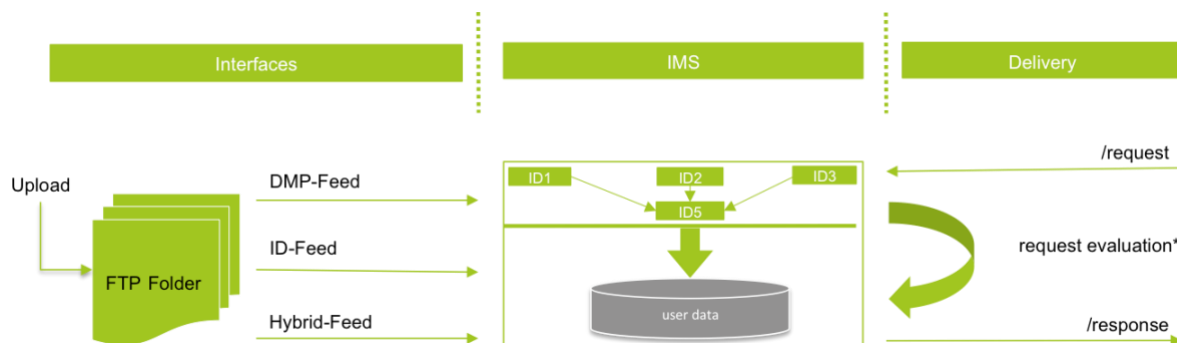 Interfaces
IMS
Delivery
Upload
FTP Folder
DMP-Feed
ID-Feed
Hybrid-Feed
ID1
ID2
ID3
ID5
user data
/request
request evaluation*
/response